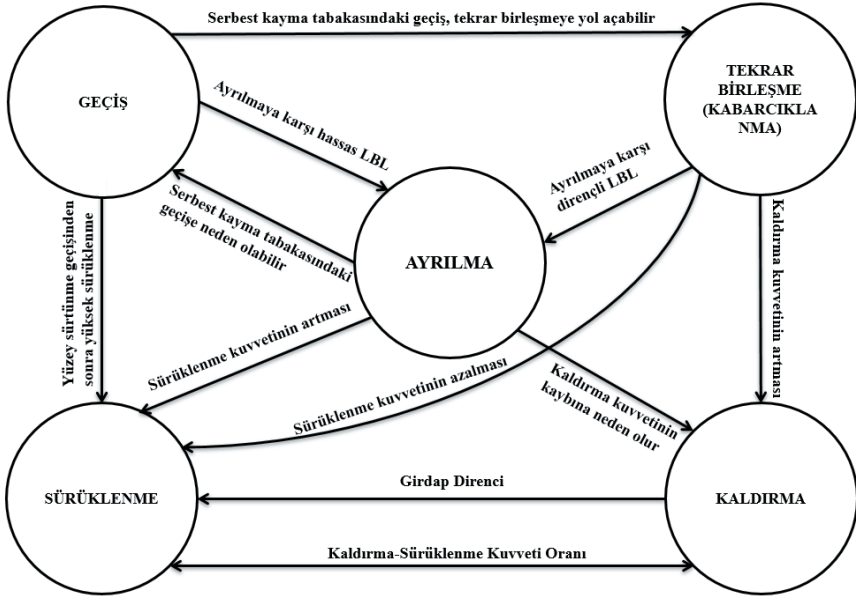 Serbest kayma tabakasındaki geçiş, tekrar birleşmeye yol açabilir
GEÇİŞ
TEKRAR
BİRLEŞME
(KABARCIKLA
NMA)
Ayrılmaya karşı hassas LBL
Serbest kayma tabakasındaki
geçişe neden olabilir
Ayrılmaya karşı
dirençli LBL
AYRILMA
Yüzey sürtünme geçişinden
sonra yüksek sürüklenme
Kaldırma kuvvetinin artması
Sürüklenme kuvvetinin artması
Sürüklenme kuvvetinin azalması
Kaldırma kuvvetinin
kaybına neden olur
SÜRÜKLENME
Girdap Direnci
KALDIRMA
Kaldırma-Sürüklenme Kuvveti Oranı